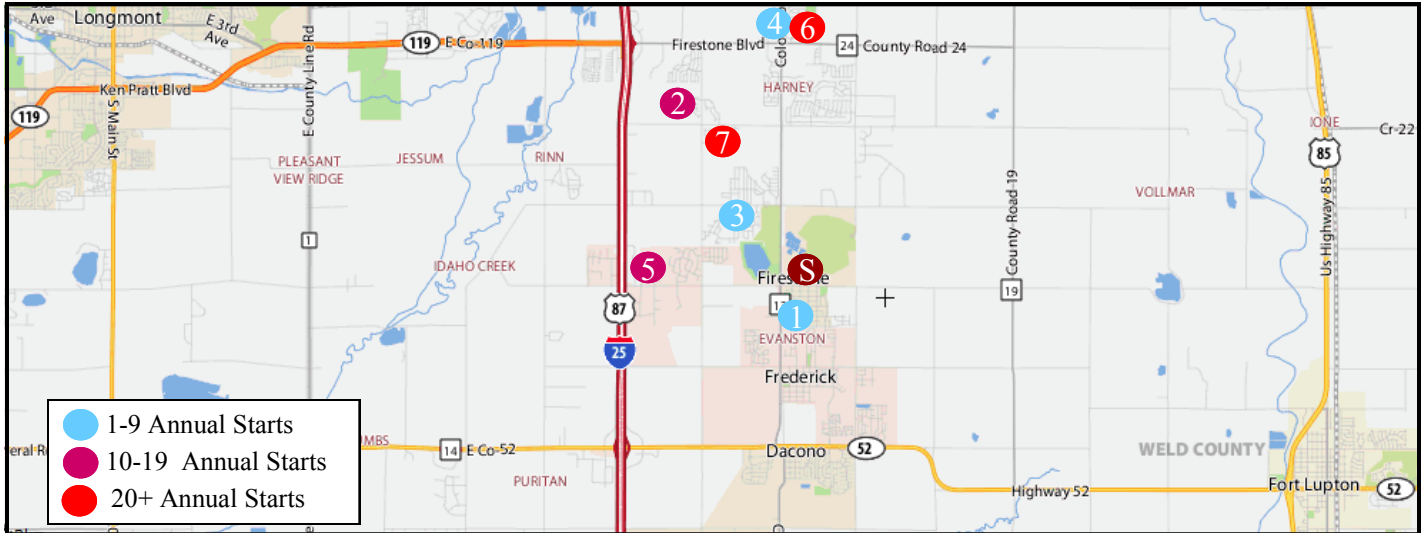 Longmont
E 3rd
Ave
Ave
119
E Co-119
Firestone Blvd
4
6
24
County Road 24
Ken Pratt Blvd
E County Line Rd
HARNEY
2
119
S Main St
IONE
Cr-22
7
85
PLEASANT
VIEW RIDGE
JESSUM
RINN
VOLLMAR
3
County Road 19
Us Highway 85
1
IDAHO CREEK
5
S
19
87
1
EVANSTON
25
Frederick
1-9 Annual Starts
10-19 Annual Starts
20+ Annual Starts
14
E Co-52
Dacono
52
WELD COUNTY
PURITAN
Highway 52
Fort Lupton
52